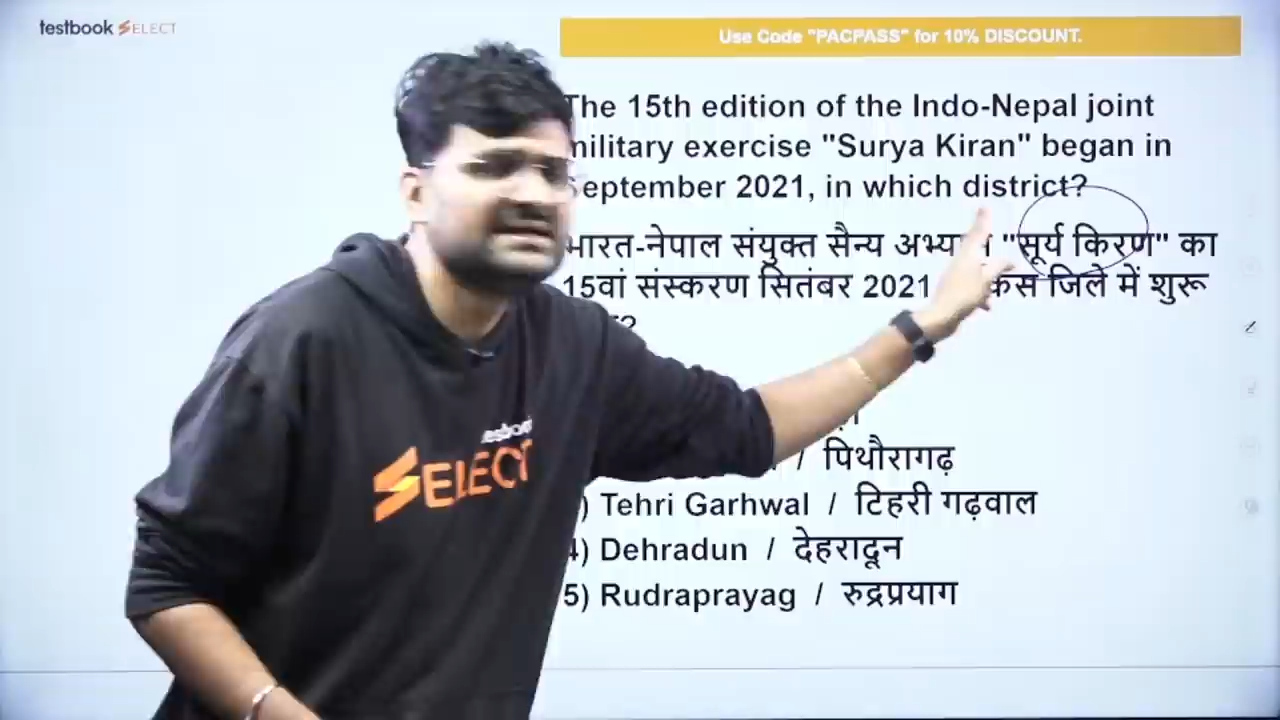 testbook SELECT
Use Code "PACPASS" for 10% DISCOUNT.
The 15th edition of the Indo-Nepal joint
military exercise "Surya Kiran" began in
September 2021, in which district?
भारत-नेपाल संयुक्त सैन्य "सूर्य किरण" का
15वां संस्करण सितंबर 2021 जिले में शुरू
/ पिथौरागढ़
) Tehri Garhwal / टिहरी गढ़वाल
4) Dehradun / देहरादून
5) Rudraprayag / रुद्रप्रयाग
testbook
SELECT